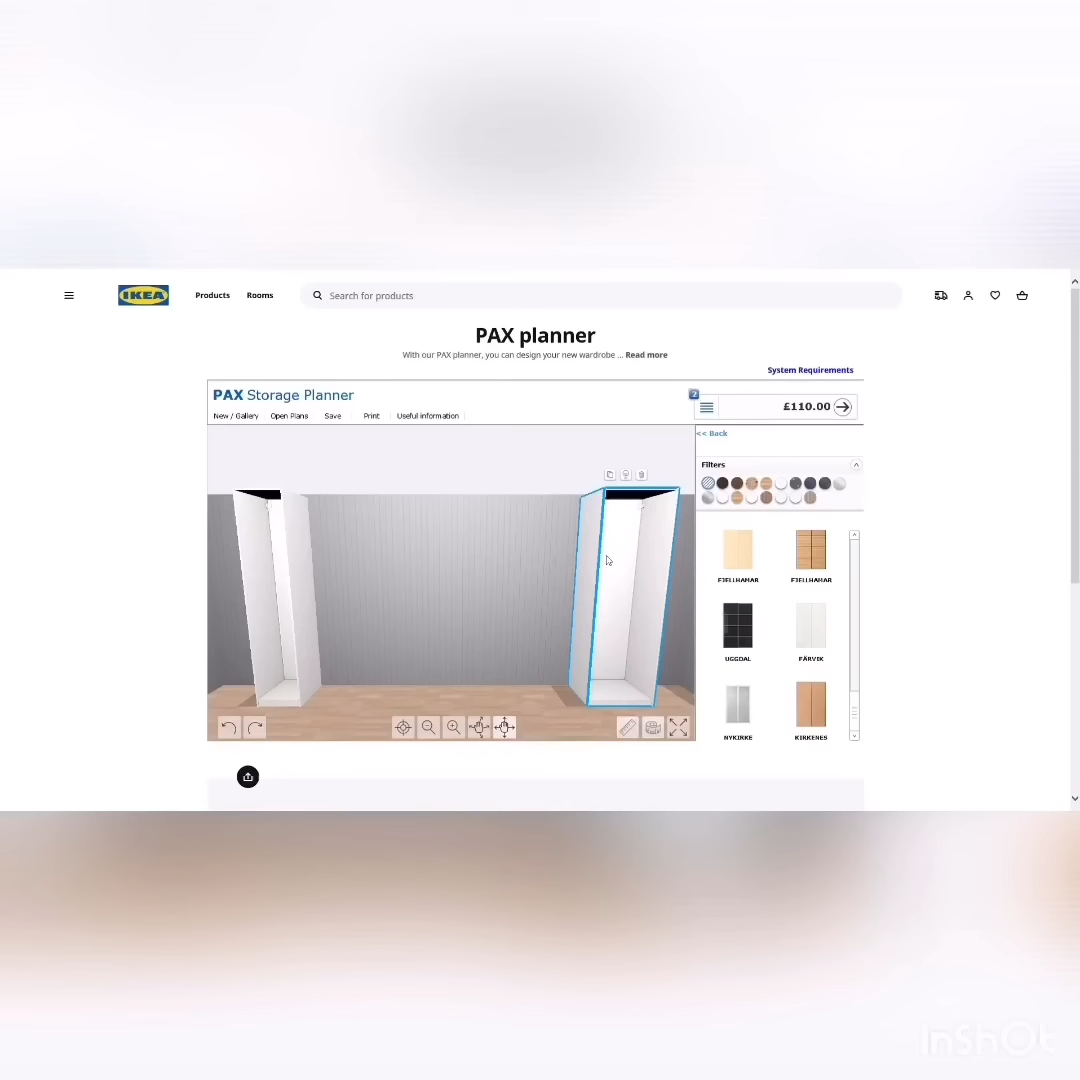 IKEA
Products Rooms Search for products
PAX planner
With our PAX planner, you can design your new wardrobe ... Read more
System Requirements
PAX Storage Planner
New / Gallery Open Plans Save Print Useful information
2
£110.00
<< Back
Filters
FJELLHAMAR FJELLHAMAR
UGGDAL FÄRVIK
NYKIRKE KIRKENES
InShOt